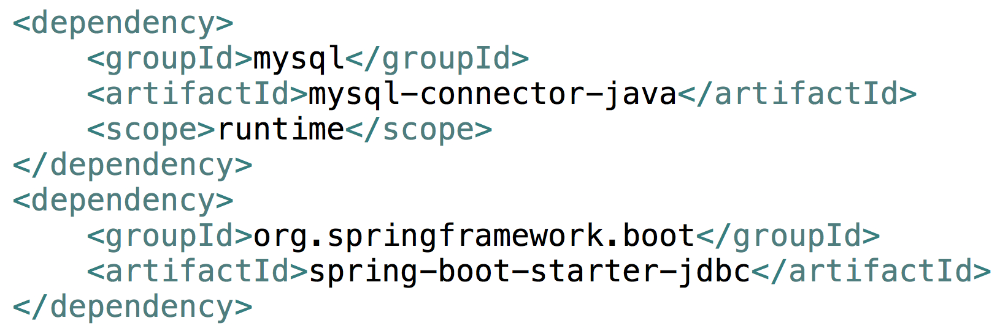 <dependency>
    <groupId>mysql</groupId>
    <artifactId>mysql-connector-java</artifactId>
    <scope>runtime</scope>
</dependency>
<dependency>
    <groupId>org.springframework.boot</groupId>
    <artifactId>spring-boot-starter-jdbc</artifactId>
</dependency>